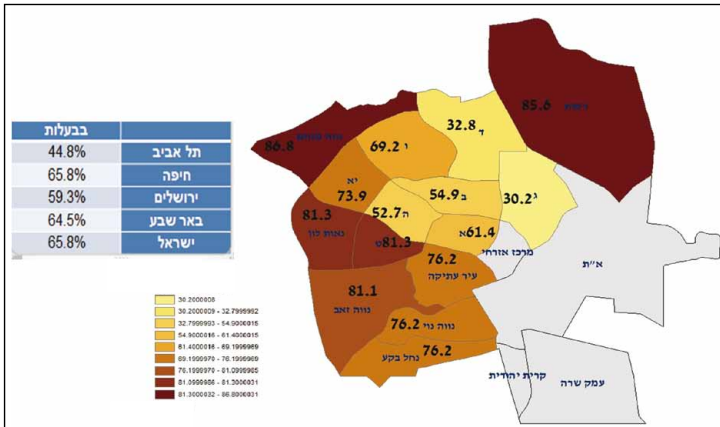 בבעלות
תל אביב 44.8%
חיפה 65.8%
ירושלים 59.3%
באר שבע 64.5%
ישראל 65.8%
85.6
רמות
86.8
69.2 ו
32.8 ד
יא
73.9
54.9 ב
30.2 ג
52.7 ה
81.3
נאות לון
81.3 ט
61.4 א
מרכז אזרחי
76.2
עיר עתיקה
א"ת
81.1
נווה זאב
76.2 נווה נוי
76.2
נחל בקע
קרית יהודית
עמק שרה
30.2000008
30.2000009 - 32.7999992
32.7999993 - 54.9000015
54.9000016 - 61.4000015
61.4000016 - 69.1999969
69.1999970 - 76.1999969
76.1999970 - 81.0999985
81.0999986 - 81.3000031
81.3000032 - 86.8000031